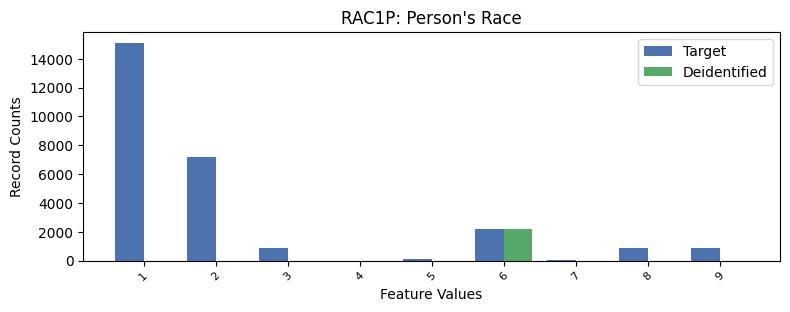 RAC1P: Person's Race
Record Counts
14000
12000
10000
8000
6000
4000
2000
0
Target
Deidentified
1 2 3 4 5 6 7 8 9
Feature Values